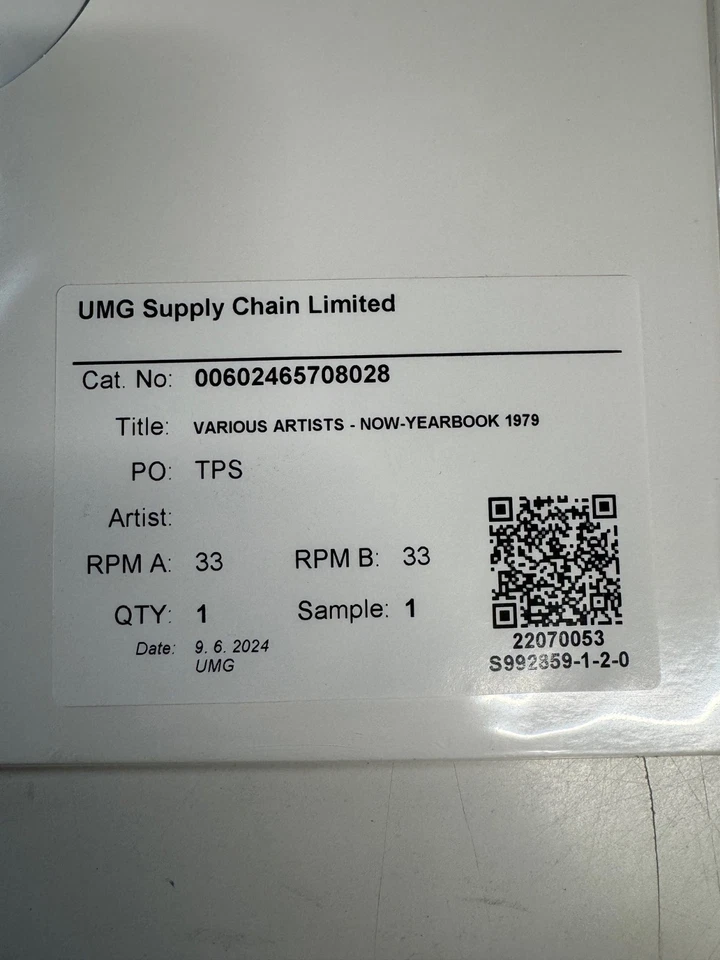 UMG Supply Chain Limited
Cat. No: 00602465708028
Title: VARIOUS ARTISTS - NOW-YEARBOOK 1979
PO: TPS
Artist:
RPM A: 33 RPM B: 33
QTY: 1 Sample: 1
Date: 9. 6. 2024
UMG
22070053
S992859-1-2-0